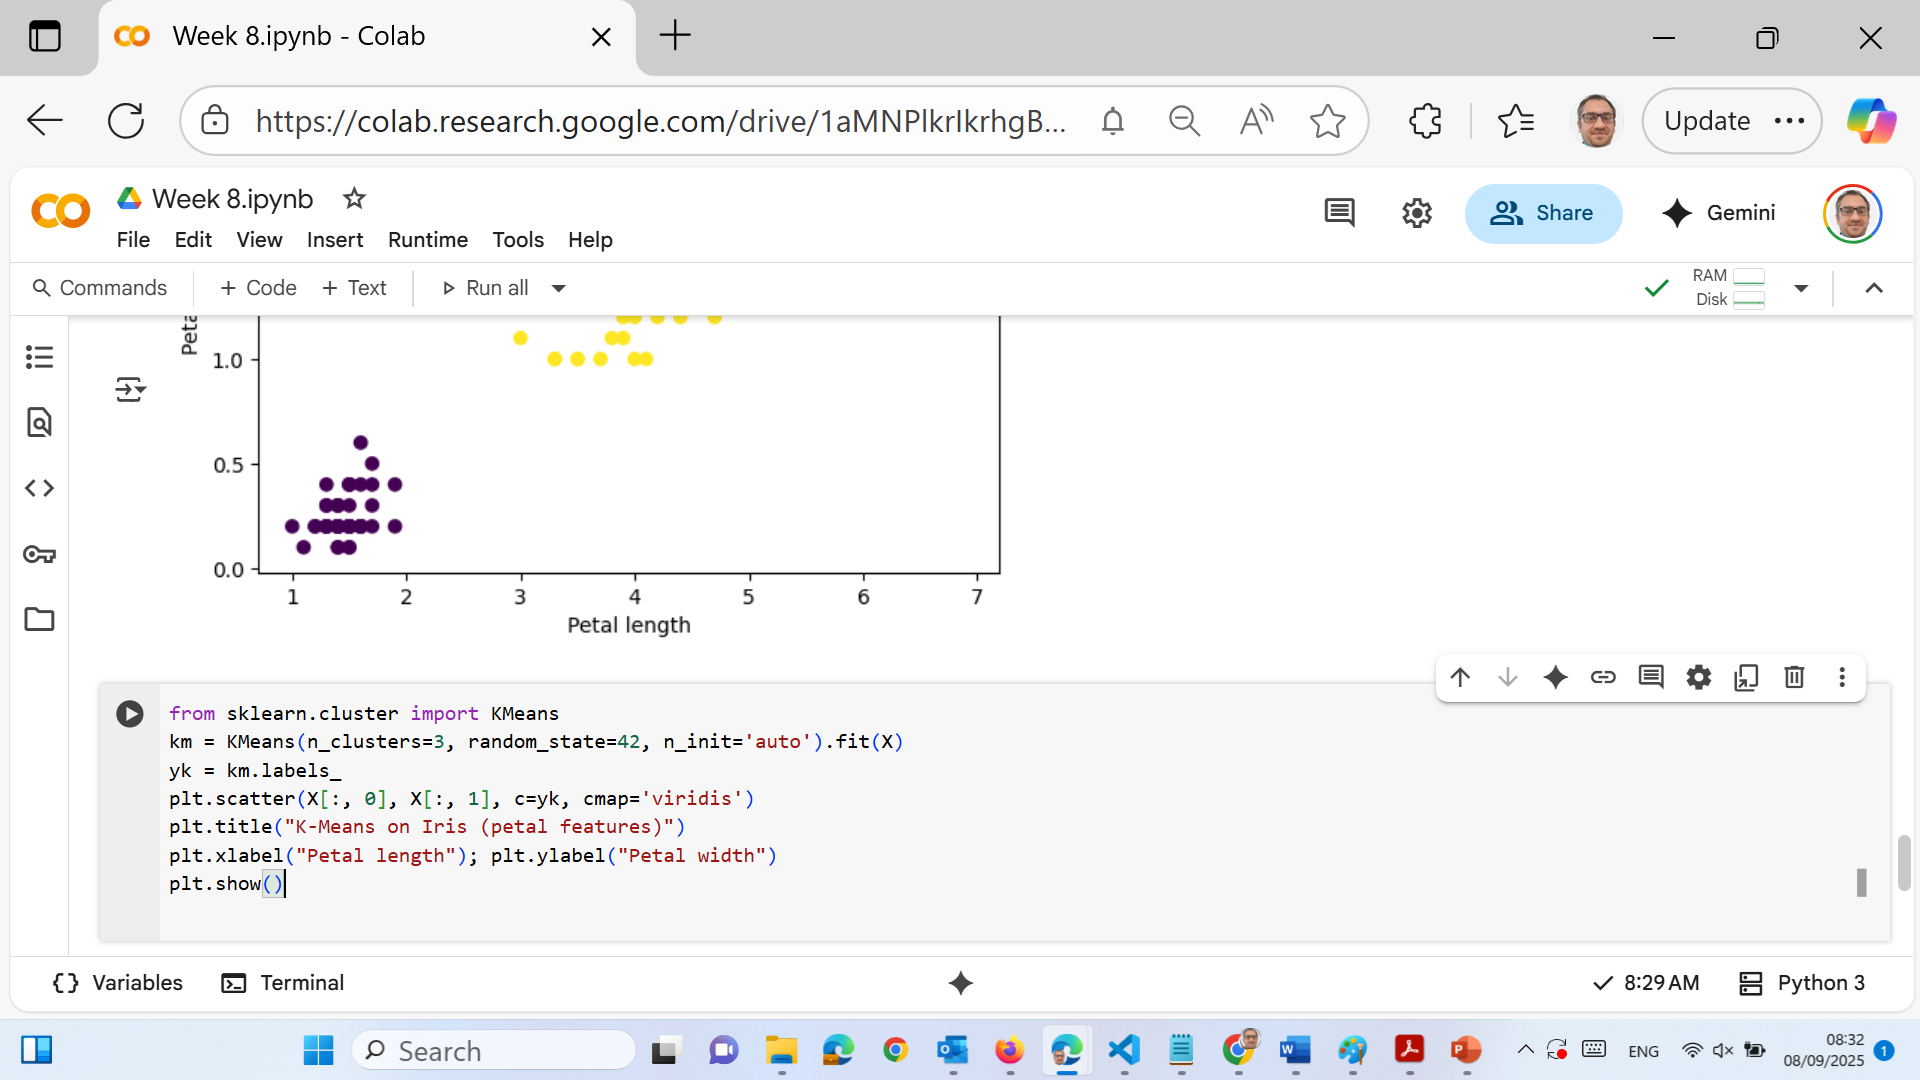 Week 8.ipynb - Colab
https://colab.research.google.com/drive/1aMNPlkrIkrhgB...
Update
Week 8.ipynb
Share
Gemini
File Edit View Insert Runtime Tools Help
Commands + Code + Text Run all
RAM
Disk
1.0
0.5
0.0
1 2 3 4 5 6 7
Petal length
from sklearn.cluster import KMeans
km = KMeans(n_clusters=3, random_state=42, n_init='auto').fit(X)
yk = km.labels_
plt.scatter(X[:, 0], X[:, 1], c=yk, cmap='viridis')
plt.title("K-Means on Iris (petal features)")
plt.xlabel("Petal length"); plt.ylabel("Petal width")
plt.show()
Variables Terminal 8:29 AM Python 3
Search
ENG
08:32
08/09/2025
1